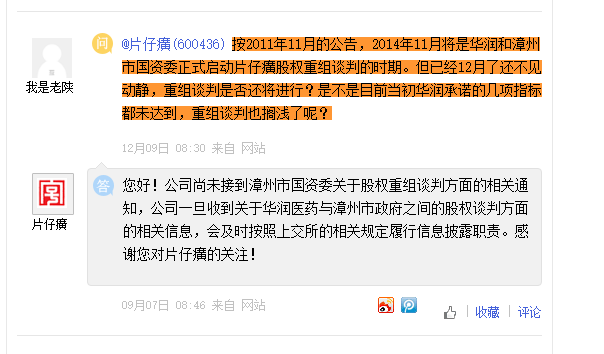 问
@片仔癀(600436) 按2011年11月的公告，2014年11月将是华润和漳州
市国资委正式启动片仔癀股权重组谈判的时期。但已经12月了还不见
动静，重组谈判是否还将进行？是不是目前当初华润承诺的几项指标
都未达到，重组谈判也搁浅了呢？
我是老陕
12月09日 08:30 来自 网站
答
您好！公司尚未接到漳州市国资委关于股权重组谈判方面的相关通
知，公司一旦收到关于华润医药与漳州市政府之间的股权谈判方面
的相关信息，会及时按照上交所的相关规定履行信息披露职责。感
谢您对片仔癀的关注！
片仔癀
09月07日 08:46 来自 网站
收藏
评论